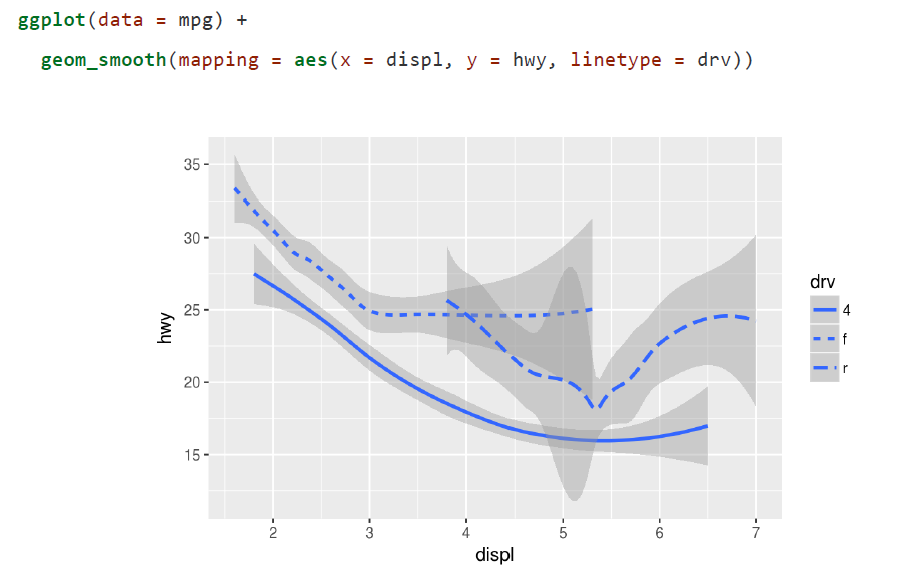 ggplot(data = mpg) +
geom_smooth(mapping = aes(x = displ, y = hwy, linetype = drv))
35
30
25
20
15
hwy
2 3 4 5 6 7
displ
drv
4
f
r